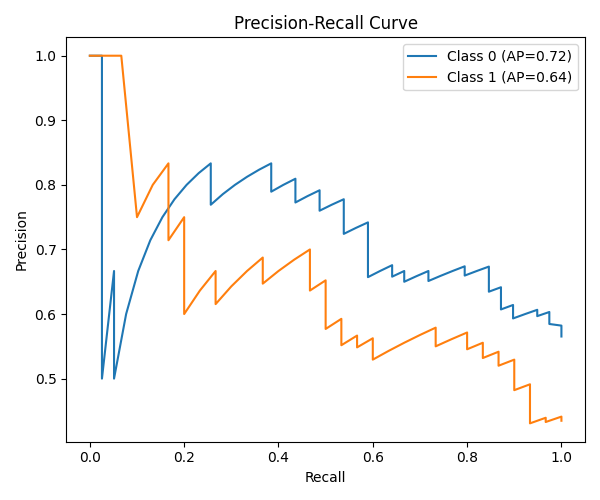 Precision-Recall Curve
Class 0 (AP=0.72)
Class 1 (AP=0.64)
1.0
0.9
0.8
0.7
0.6
0.5
Precision
0.0 0.2 0.4 0.6 0.8 1.0
Recall